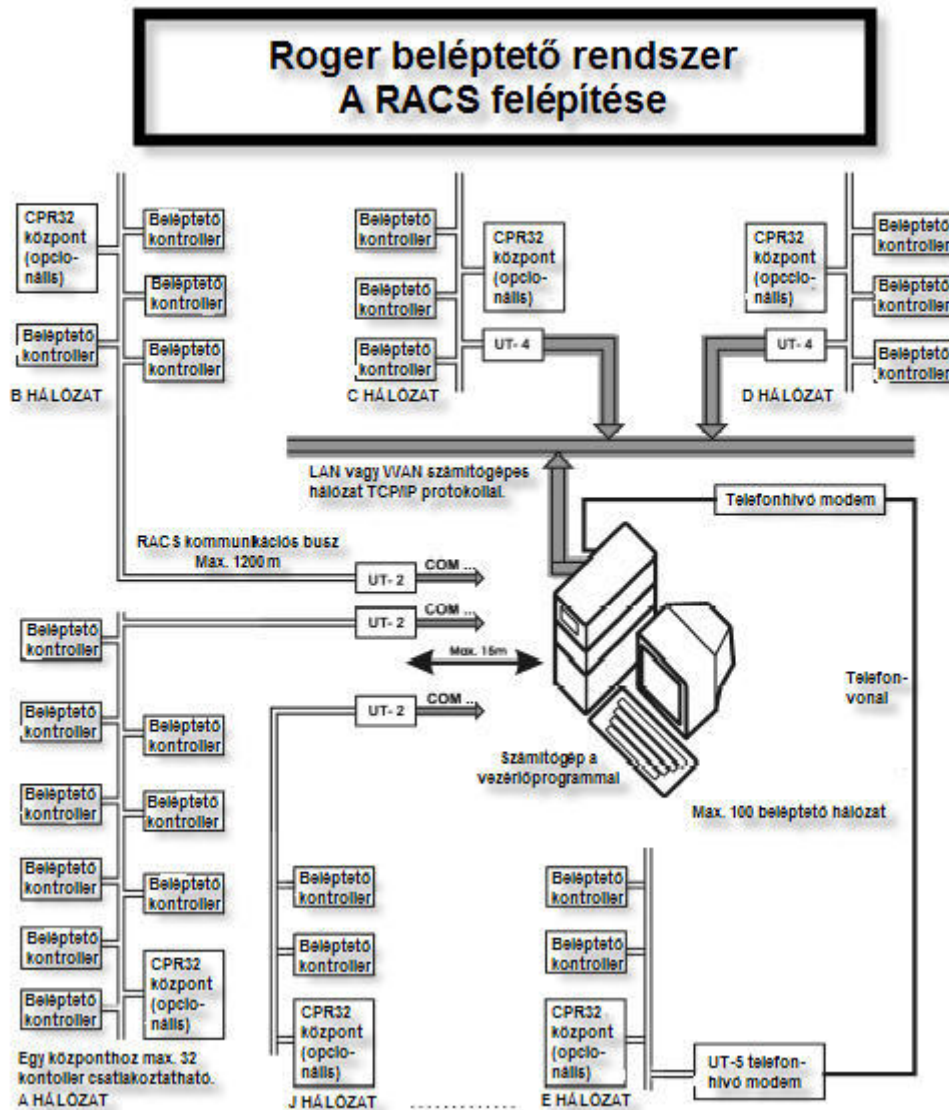 Roger beléptető rendszer
A RACS felépítése
CPR32
központ
(opcio-
nális)
Beléptető
kontroller
Beléptető
kontroller
Beléptető
kontroller
Beléptető
kontroller
B HÁLÓZAT
Beléptető
kontroller
Beléptető
kontroller
Beléptető
kontroller
CPR32
központ
(opcio-
nális)
UT- 4
C HÁLÓZAT
CPR32
központ
(opccio-
nális)
UT- 4
Beléptető
kontroller
Beléptető
kontroller
Beléptető
kontroller
D HÁLÓZAT
LAN vagy WAN számítógépes
hálózat TCP/IP protokollal.
Telefonhívó modem
RACS kommunikációs busz
Max. 1200 m
UT- 2
COM ...
UT- 2
COM ...
Max. 15m
UT- 2
COM ...
Telefon-
vonal
Számítógép a
vezérlőprogrammal
Max. 100 beléptető hálózat
Beléptető
kontroller
Beléptető
kontroller
Beléptető
kontroller
Beléptető
kontroller
Beléptető
kontroller
Beléptető
kontroller
Beléptető
kontroller
Beléptető
kontroller
Beléptető
kontroller
CPR32
központ
(opcio-
nális)
Egy központhoz max. 32
kontoller csatlakoztatható.
A HÁLÓZAT
Beléptető
kontroller
Beléptető
kontroller
CPR32
központ
(opcio-
nális)
J HÁLÓZAT
..............
Beléptető
kontroller
Beléptető
kontroller
CPR32
központ
(opcio-
nális)
E HÁLÓZAT
UT-5 telefon-
hívó modem